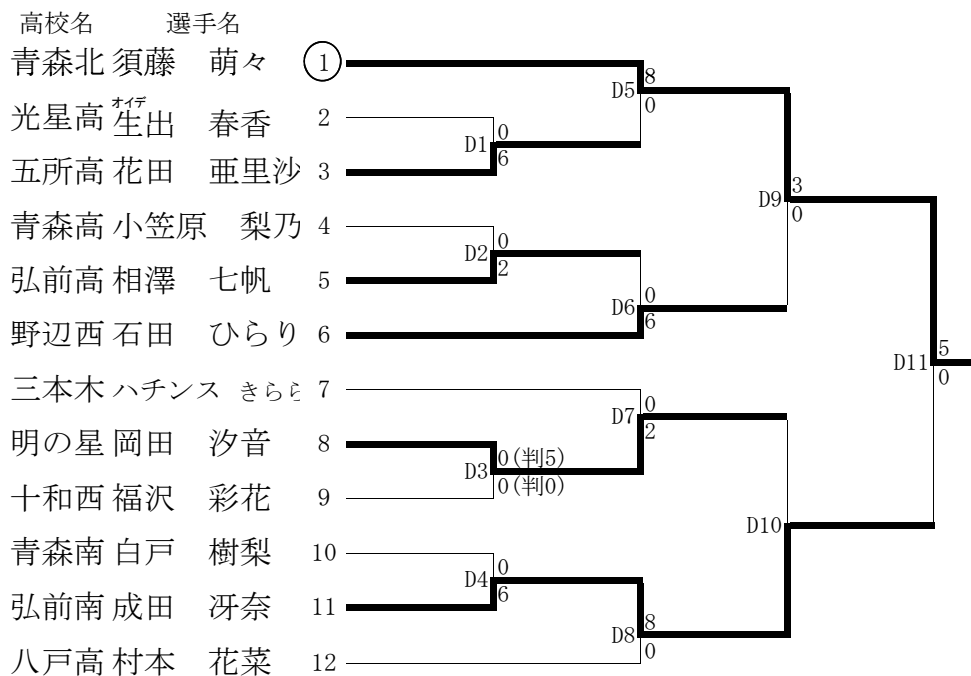 高校名 選手名
青森北 須藤 萌々 1
オイデ
光星高 生出 春香 2
五所高 花田 亜里沙 3
青森高 小笠原 梨乃 4
弘前高 相澤 七帆 5
野辺西 石田 ひらり 6
三本木 ハチンス きらら 7
明の星 岡田 汐音 8
十和西 福沢 彩花 9
青森南 白戸 樹梨 10
弘前南 成田 冴奈 11
八戸高 村本 花菜 12
D1
0
6
D2
0
2
D3
0(判5)
0(判0)
D4
0
6
D5
8
0
D6
0
6
D7
0
2
D8
8
0
D9
3
0
D10
D11
5
0